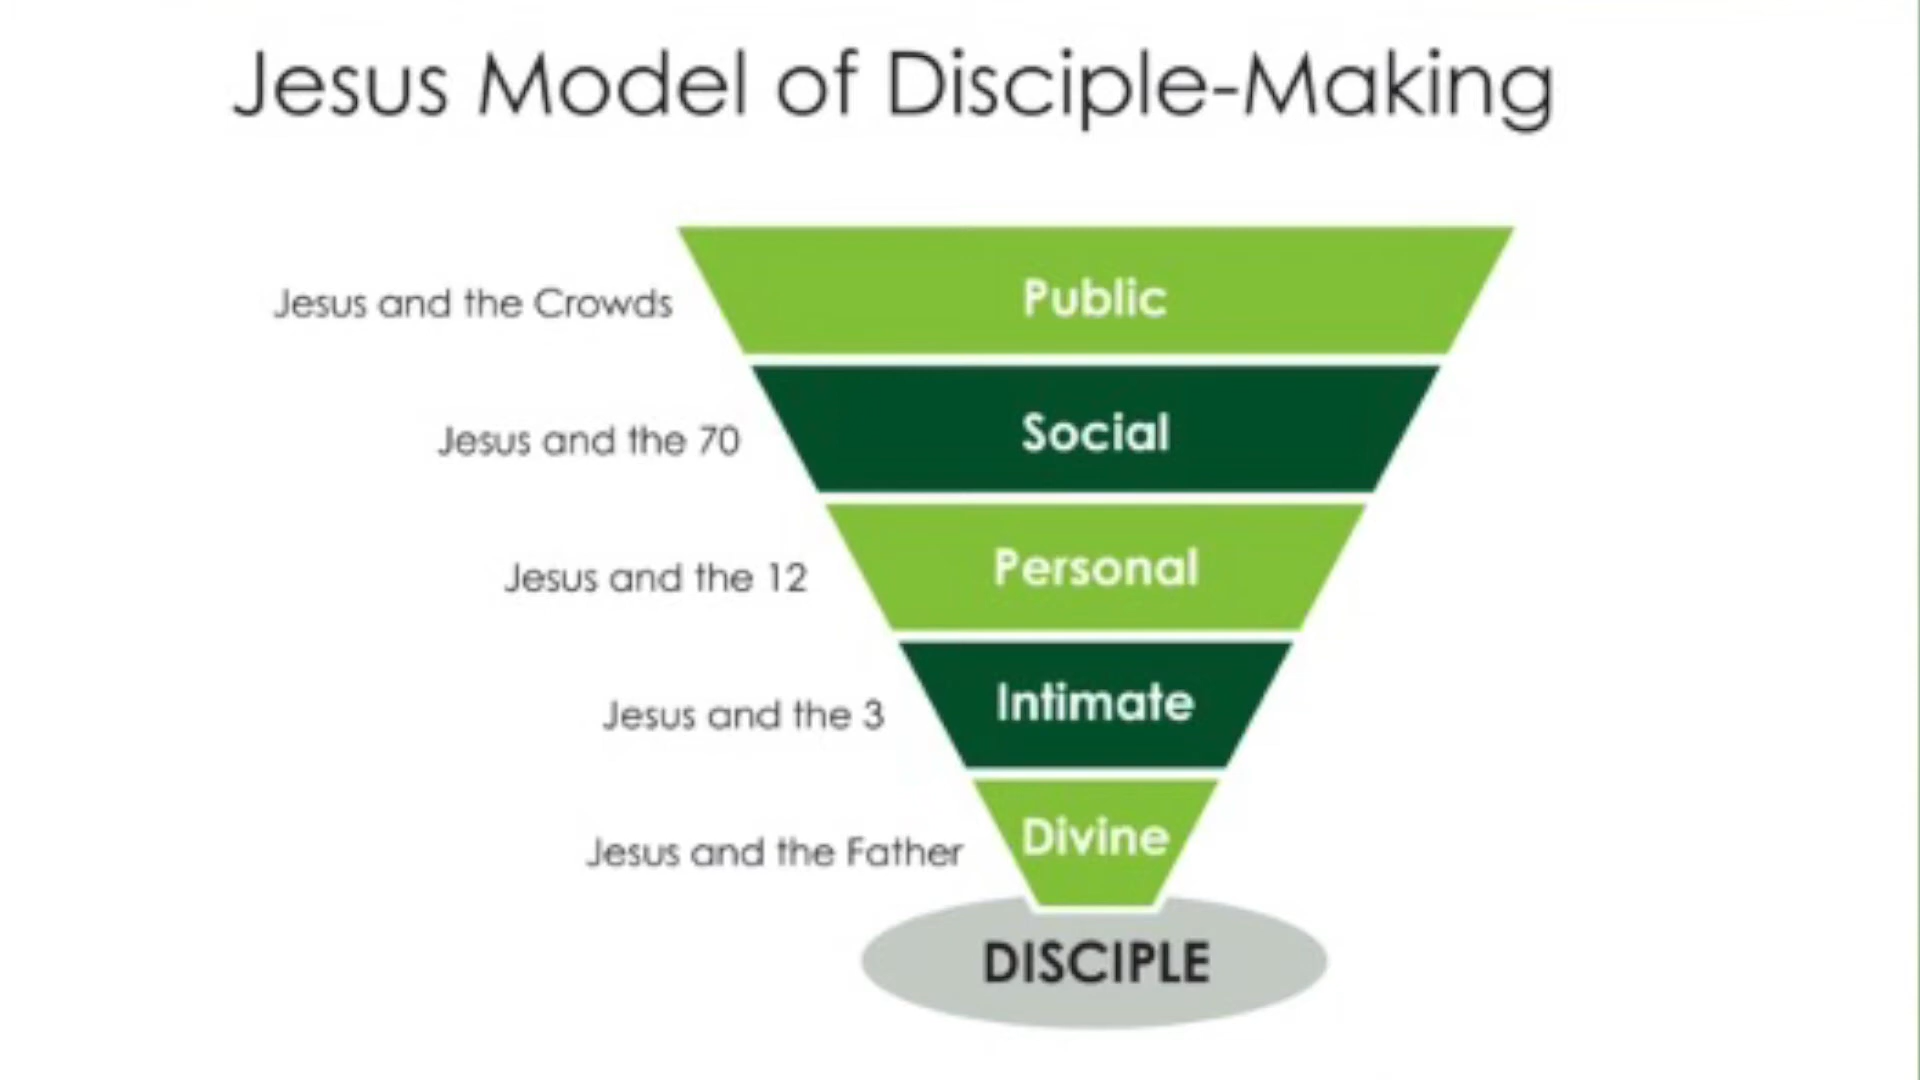 Jesus Model of Disciple-Making
Jesus and the Crowds
Public
Jesus and the 70
Social
Jesus and the 12
Personal
Jesus and the 3
Intimate
Jesus and the Father
Divine
DISCIPLE